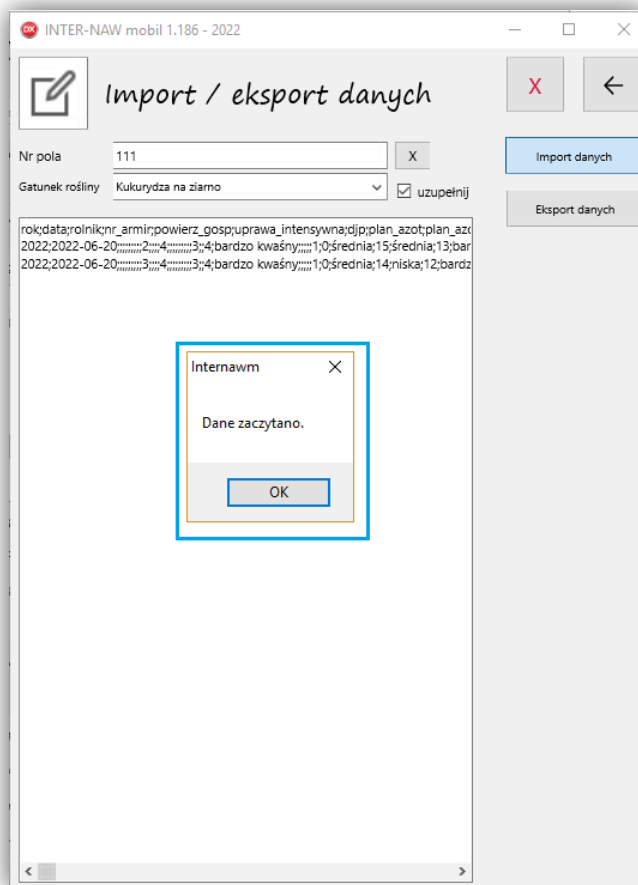 INTER-NAW mobil 1.186 - 2022
Import / eksport danych
X
Nr pola
111
X
Import danych
Gatunek rośliny
Kukurydza na ziarno
uzupełnij
Eksport danych
rok;data;rolnik;nr_armir;powierz_gosp;uprawa_intensywna;djp;plan_azot;plan_azo
2022;2022-06-20;;;;;;;;;2;;;;4;;;;;;;;3;;4;bardzo kwaśny;;;;;1;0;średnia;15;średnia;13;bar
2022;2022-06-20;;;;;;;;;3;;;;4;;;;;;;;3;;4;bardzo kwaśny;;;;;1;0;średnia;14;niska;12;bardz
Internawm
Dane zaczytano.
OK